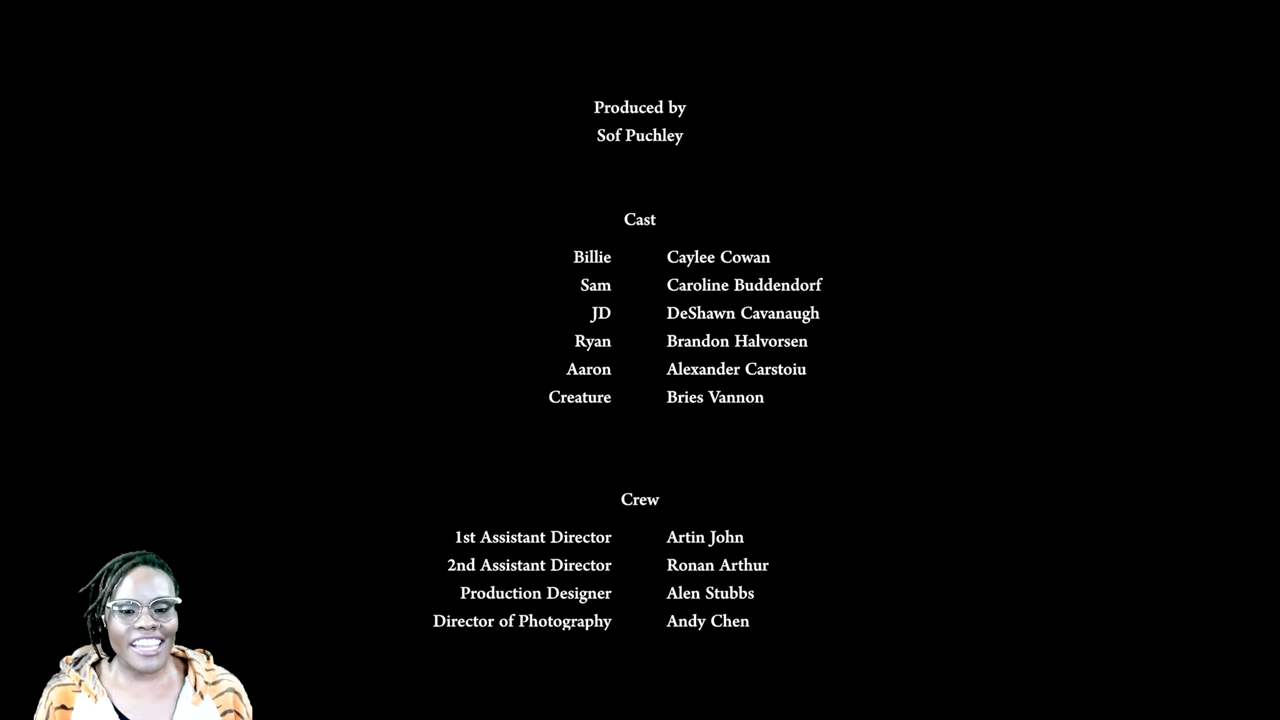 Produced by
Sof Puchley
Cast
Billie Caylee Cowan
Sam Caroline Buddendorf
JD DeShawn Cavanaugh
Ryan Brandon Halvorsen
Aaron Alexander Carstoiu
Creature Bries Vannon
Crew
1st Assistant Director Artin John
2nd Assistant Director Ronan Arthur
Production Designer Alen Stubbs
Director of Photography Andy Chen